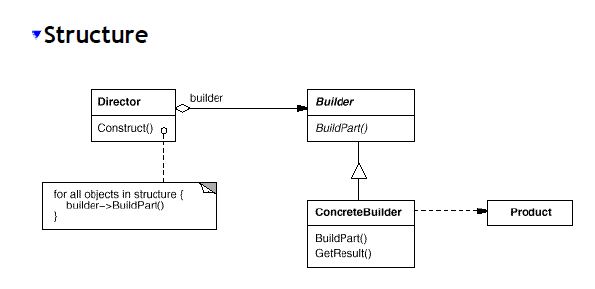 Structure
Director
Construct()
builder
Builder
BuildPart()
for all objects in structure {
builder->BuildPart()
}
ConcreteBuilder
BuildPart()
GetResult()
Product